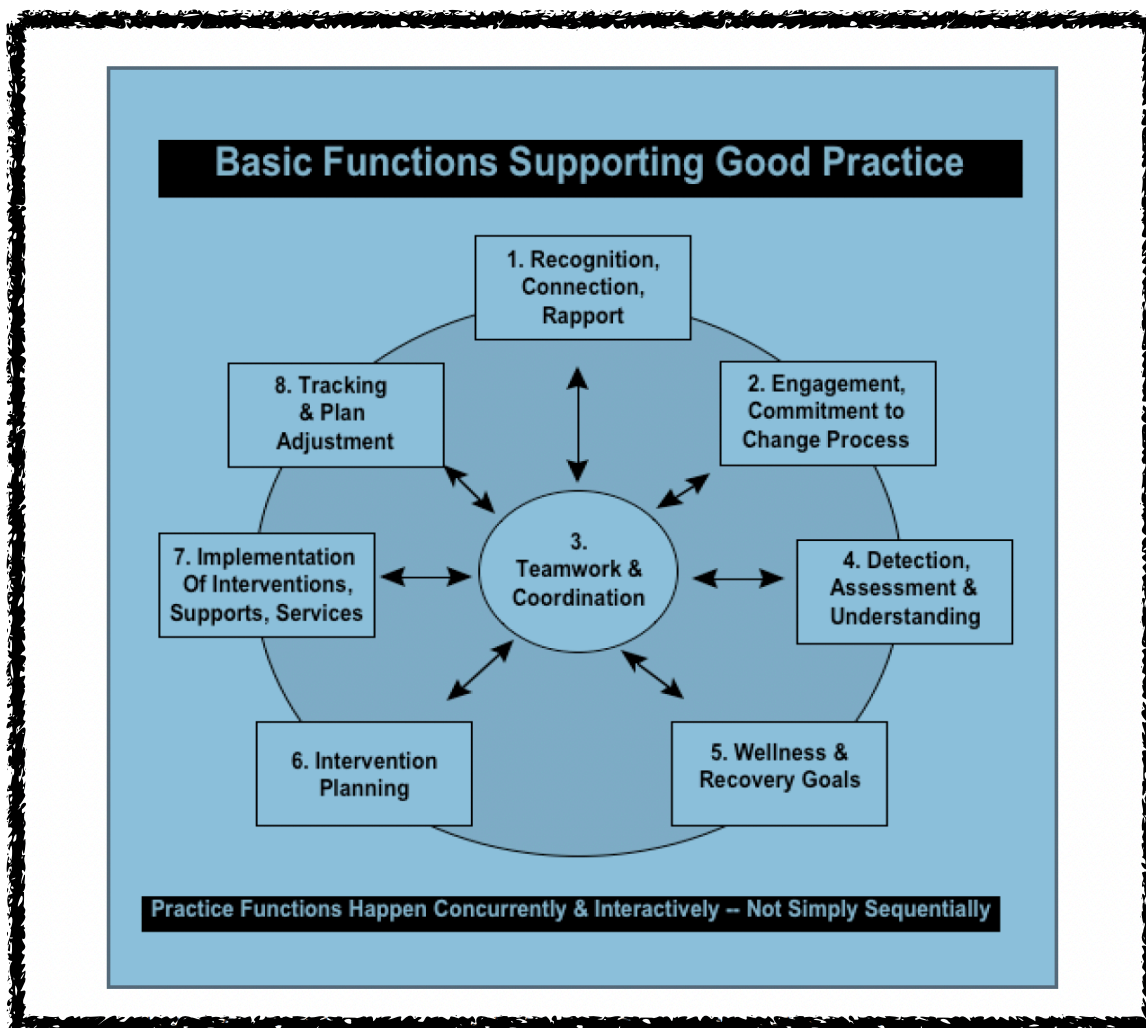 Basic Functions Supporting Good Practice
1. Recognition,
Connection,
Rapport
2. Engagement,
Commitment to
Change Process
3.
Teamwork &
Coordination
4. Detection,
Assessment &
Understanding
5. Wellness &
Recovery Goals
6. Intervention
Planning
7. Implementation
Of Interventions,
Supports, Services
8. Tracking
& Plan
Adjustment
Practice Functions Happen Concurrently & Interactively -- Not Simply Sequentially